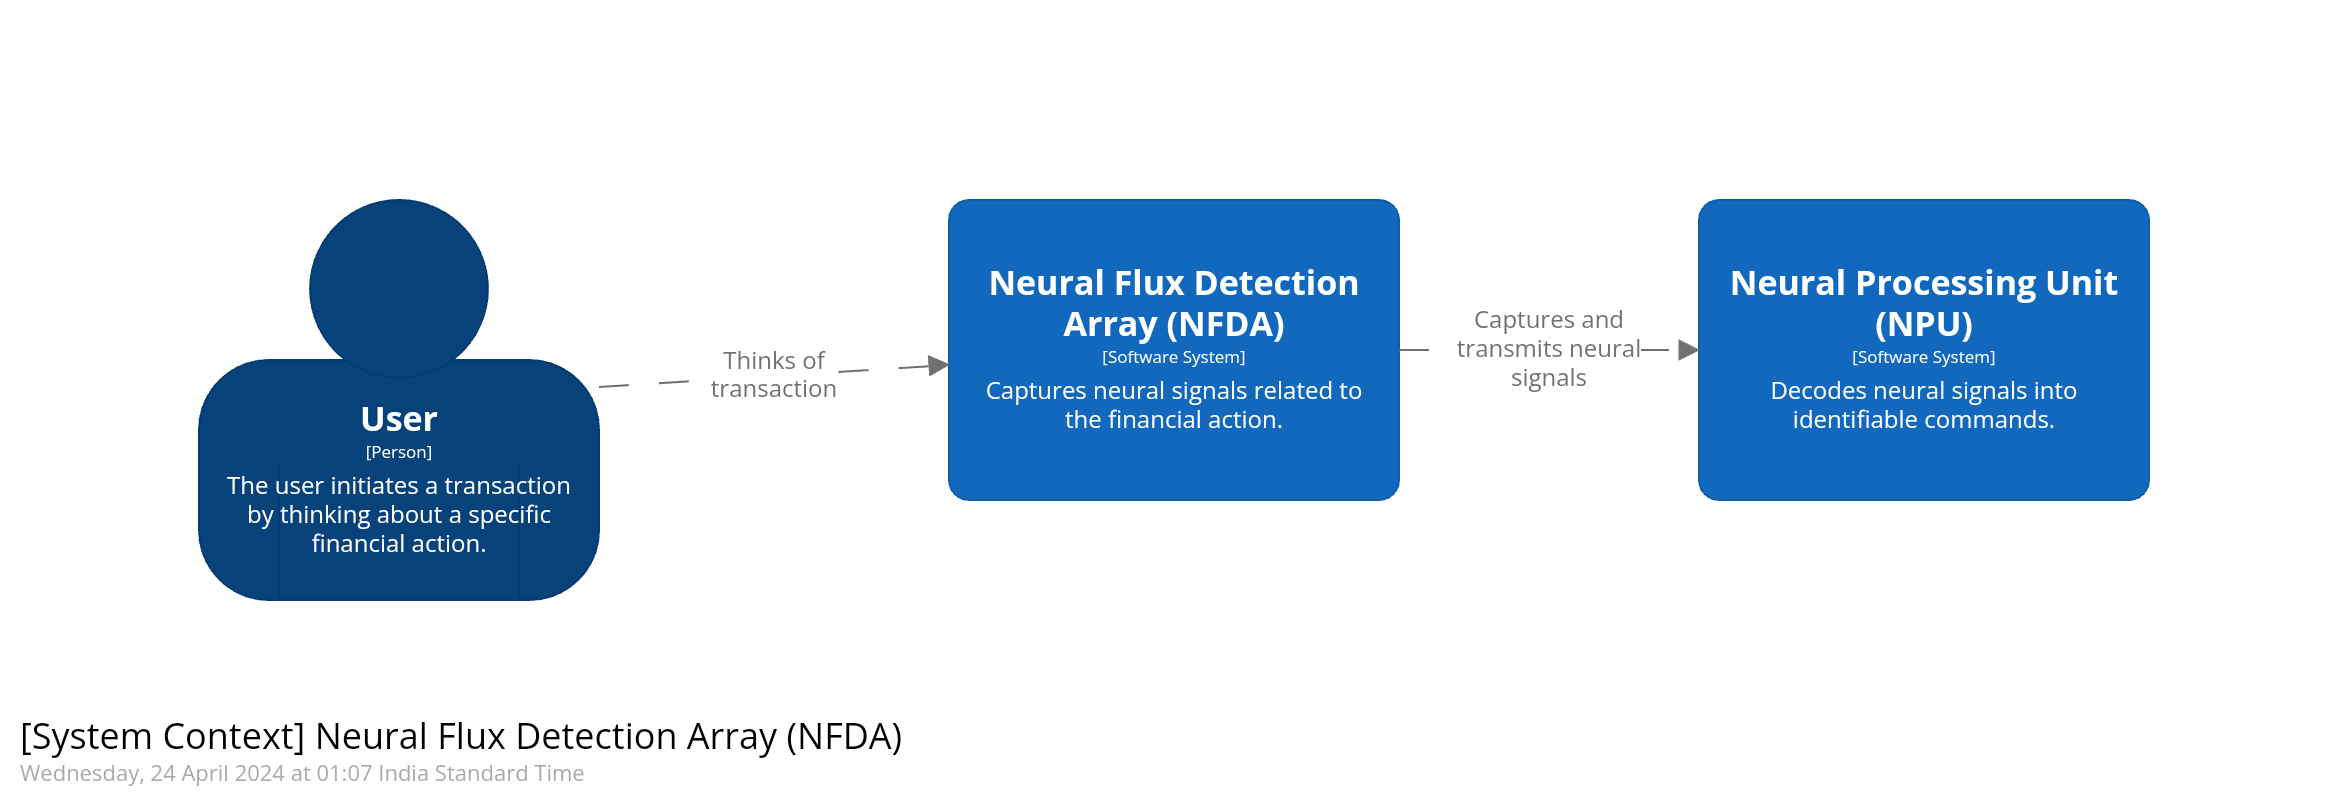 User
[Person]
The user initiates a transaction
by thinking about a specific
financial action.
Thinks of
transaction
Neural Flux Detection
Array (NFDA)
[Software System]
Captures neural signals related to
the financial action.
Captures and
transmits neural
signals
Neural Processing Unit
(NPU)
[Software System]
Decodes neural signals into
identifiable commands.
[System Context] Neural Flux Detection Array (NFDA)
Wednesday, 24 April 2024 at 01:07 India Standard Time